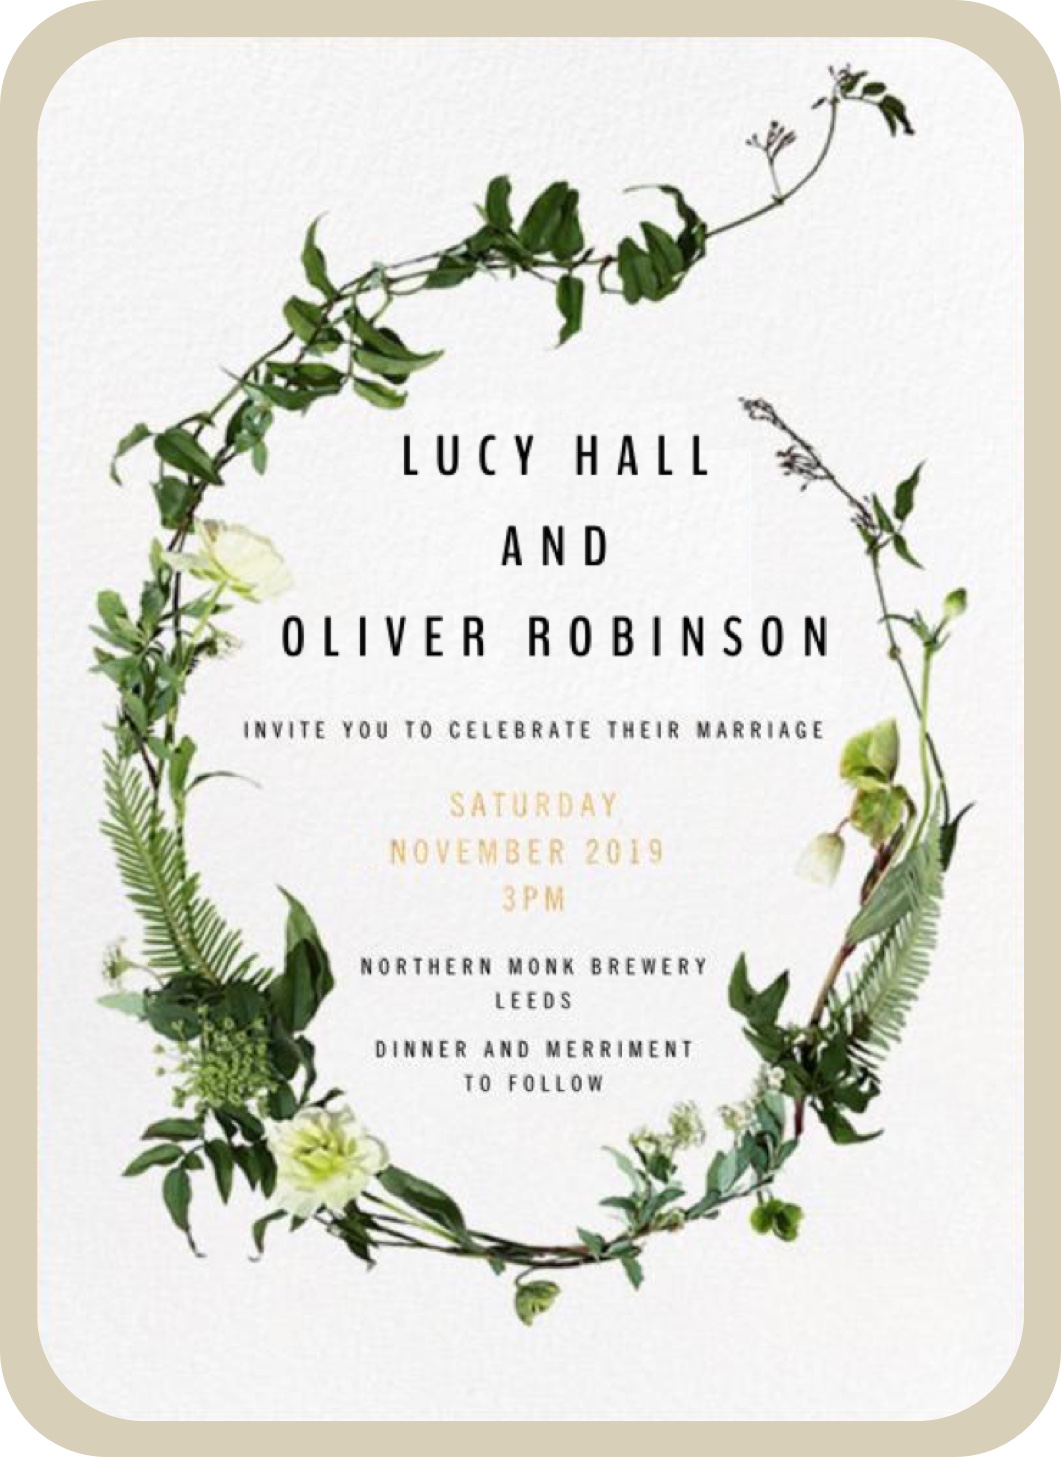 LUCY HALL
AND
OLIVER ROBINSON
INVITE YOU TO CELEBRATE THEIR MARRIAGE
SATURDAY
NOVEMBER 2019
3PM
NORTHERN MONK BREWERY
LEEDS
DINNER AND MERRIMENT
TO FOLLOW